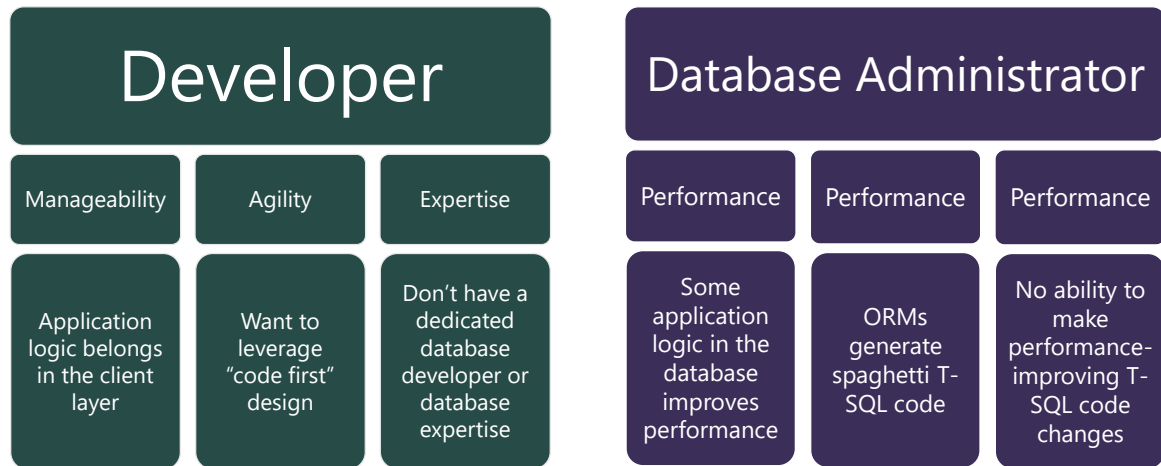 Developer
Manageability
Agility
Expertise
Application
logic belongs
in the client
layer
Want to
leverage
“code first”
design
Don’t have a
dedicated
database
developer or
database
expertise
Database Administrator
Performance
Performance
Performance
Some
application
logic in the
database
improves
performance
ORMs
generate
spaghetti T-
SQL code
No ability to
make
performance-
improving T-
SQL code
changes